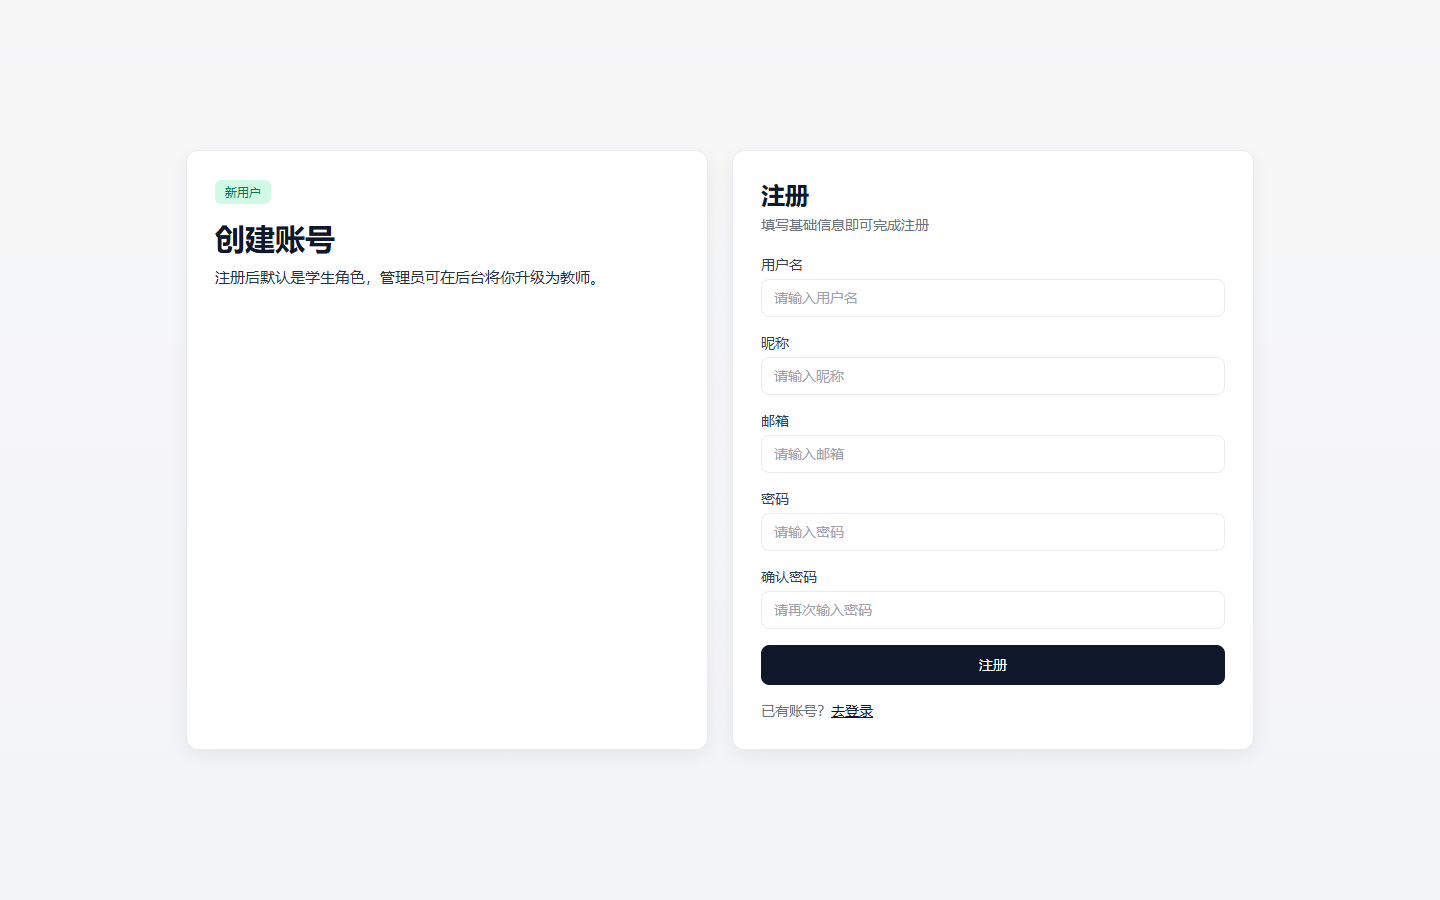 新用户
创建账号
注册后默认是学生角色，管理员可在后台将你升级为教师。
注册
填写基础信息即可完成注册
用户名
请输入用户名
昵称
请输入昵称
邮箱
请输入邮箱
密码
请输入密码
确认密码
请再次输入密码
注册
已有账号？去登录